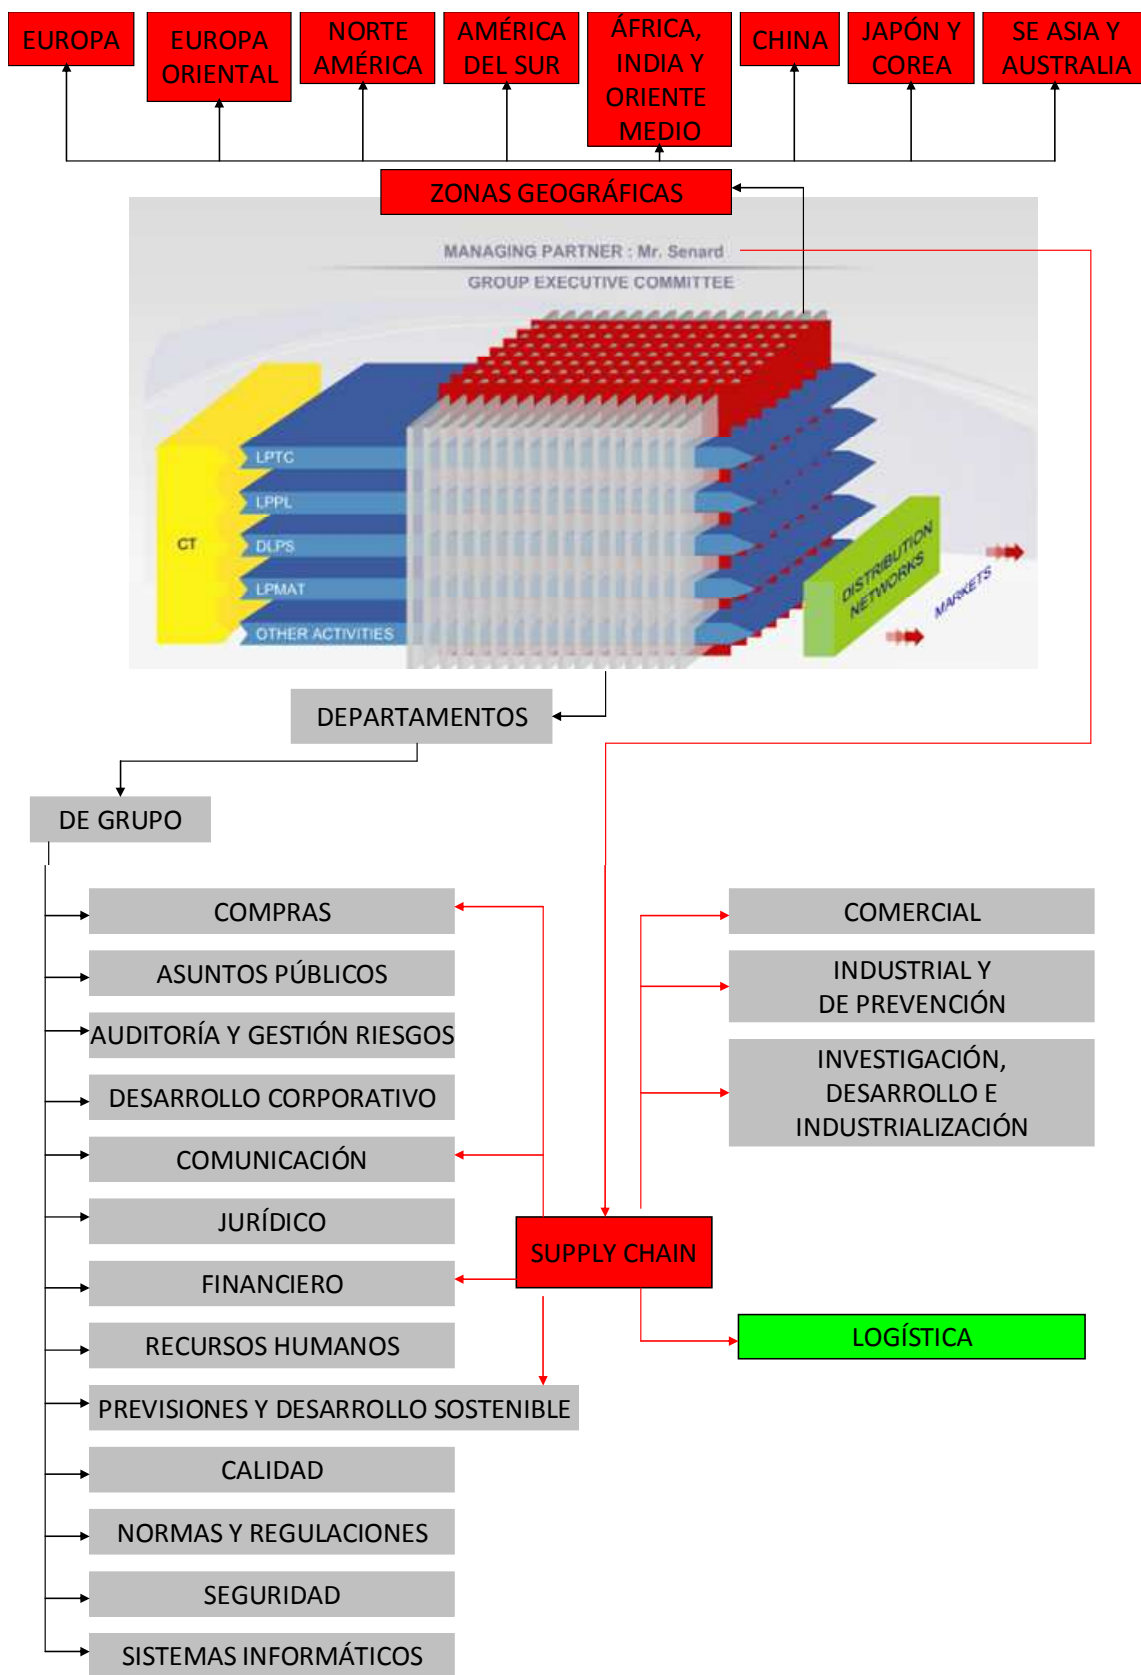 EUROPA
EUROPA
ORIENTAL
NORTE
AMÉRICA
AMÉRICA
DEL SUR
ÁFRICA,
INDIA Y
ORIENTE
MEDIO
CHINA
JAPÓN Y
COREA
SE ASIA Y
AUSTRALIA
ZONAS GEOGRÁFICAS
MANAGING PARTNER : Mr. Senard
GROUP EXECUTIVE COMMITTEE
CT
LPTC
LPPL
DLPS
LPMAT
OTHER ACTIVITIES
DISTRIBUTION
NETWORKS
MARKETS
DEPARTAMENTOS
DE GRUPO
COMPRAS
ASUNTOS PÚBLICOS
AUDITORÍA Y GESTIÓN RIESGOS
DESARROLLO CORPORATIVO
COMUNICACIÓN
JURÍDICO
FINANCIERO
RECURSOS HUMANOS
PREVISIONES Y DESARROLLO SOSTENIBLE
CALIDAD
NORMAS Y REGULACIONES
SEGURIDAD
SISTEMAS INFORMÁTICOS
COMERCIAL
INDUSTRIAL Y
DE PREVENCIÓN
INVESTIGACIÓN,
DESARROLLO E
INDUSTRIALIZACIÓN
SUPPLY CHAIN
LOGÍSTICA